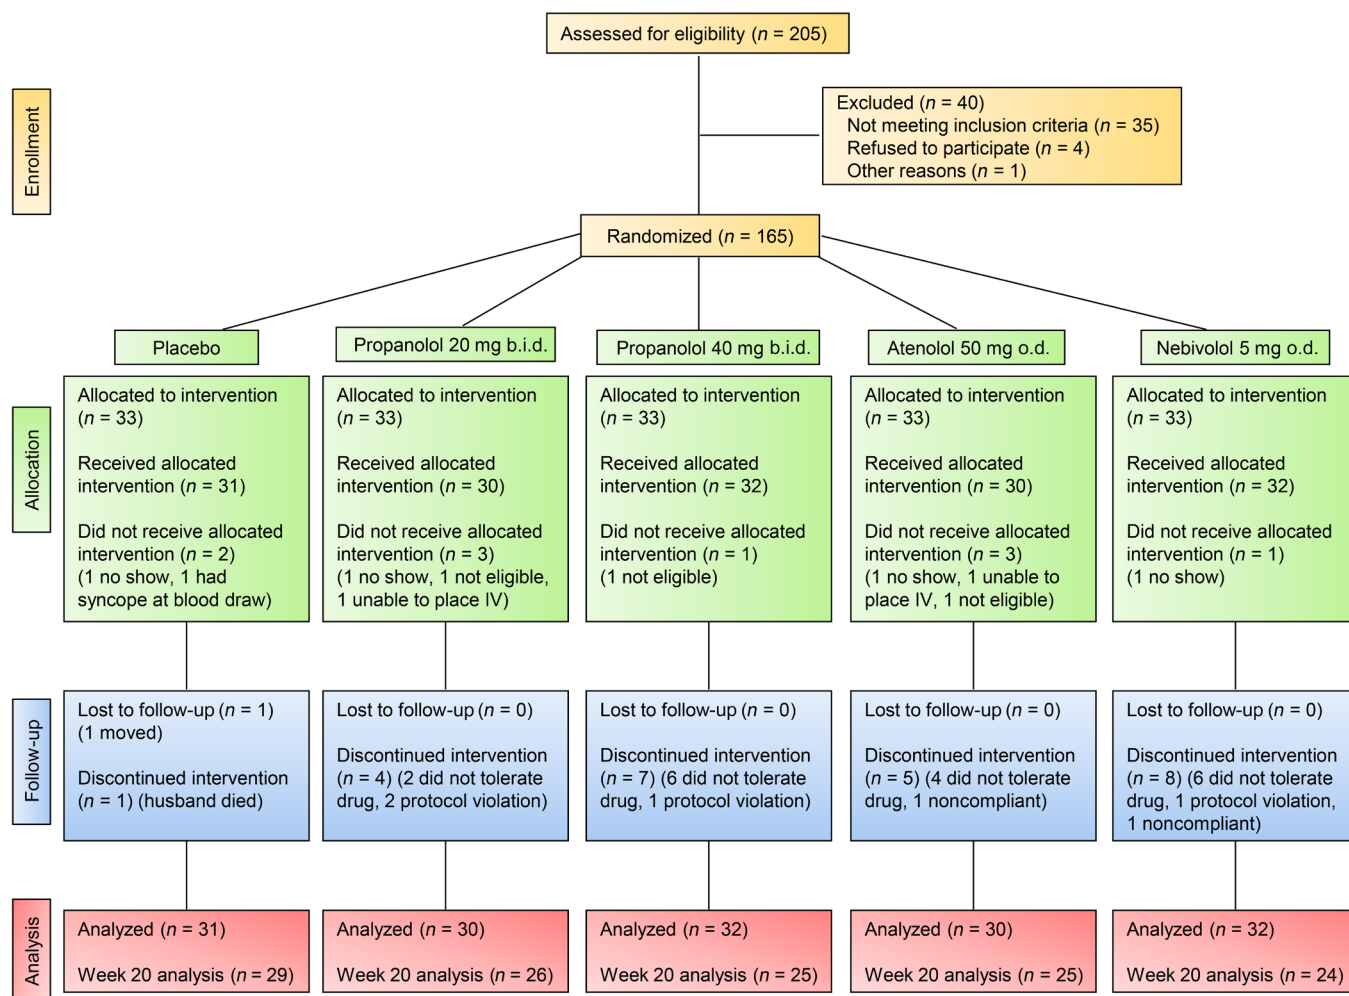 Assessed for eligibility (n = 205)
Enrollment
Excluded (n = 40)
Not meeting inclusion criteria (n = 35)
Refused to participate (n = 4)
Other reasons (n = 1)
Randomized (n = 165)
Placebo
Propanolol 20 mg b.i.d.
Propanolol 40 mg b.i.d.
Atenolol 50 mg o.d.
Nebivolol 5 mg o.d.
Allocation
Allocated to intervention
(n = 33)
Received allocated
intervention (n = 31)
Did not receive allocated
intervention (n = 2)
(1 no show, 1 had
syncope at blood draw)
Allocated to intervention
(n = 33)
Received allocated
intervention (n = 30)
Did not receive allocated
intervention (n = 3)
(1 no show, 1 not eligible,
1 unable to place IV)
Allocated to intervention
(n = 33)
Received allocated
intervention (n = 32)
Did not receive allocated
intervention (n = 1)
(1 not eligible)
Allocated to intervention
(n = 33)
Received allocated
intervention (n = 30)
Did not receive allocated
intervention (n = 3)
(1 no show, 1 unable to
place IV, 1 not eligible)
Allocated to intervention
(n = 33)
Received allocated
intervention (n = 32)
Did not receive allocated
intervention (n = 1)
(1 no show)
Follow-up
Lost to follow-up (n = 1)
(1 moved)
Discontinued intervention
(n = 1) (husband died)
Lost to follow-up (n = 0)
Discontinued intervention
(n = 4) (2 did not tolerate
drug, 2 protocol violation)
Lost to follow-up (n = 0)
Discontinued intervention
(n = 7) (6 did not tolerate
drug, 1 protocol violation)
Lost to follow-up (n = 0)
Discontinued intervention
(n = 5) (4 did not tolerate
drug, 1 noncompliant)
Lost to follow-up (n = 0)
Discontinued intervention
(n = 8) (6 did not tolerate
drug, 1 protocol violation,
1 noncompliant)
Analysis
Analyzed (n = 31)
Week 20 analysis (n = 29)
Analyzed (n = 30)
Week 20 analysis (n = 26)
Analyzed (n = 32)
Week 20 analysis (n = 25)
Analyzed (n = 30)
Week 20 analysis (n = 25)
Analyzed (n = 32)
Week 20 analysis (n = 24)